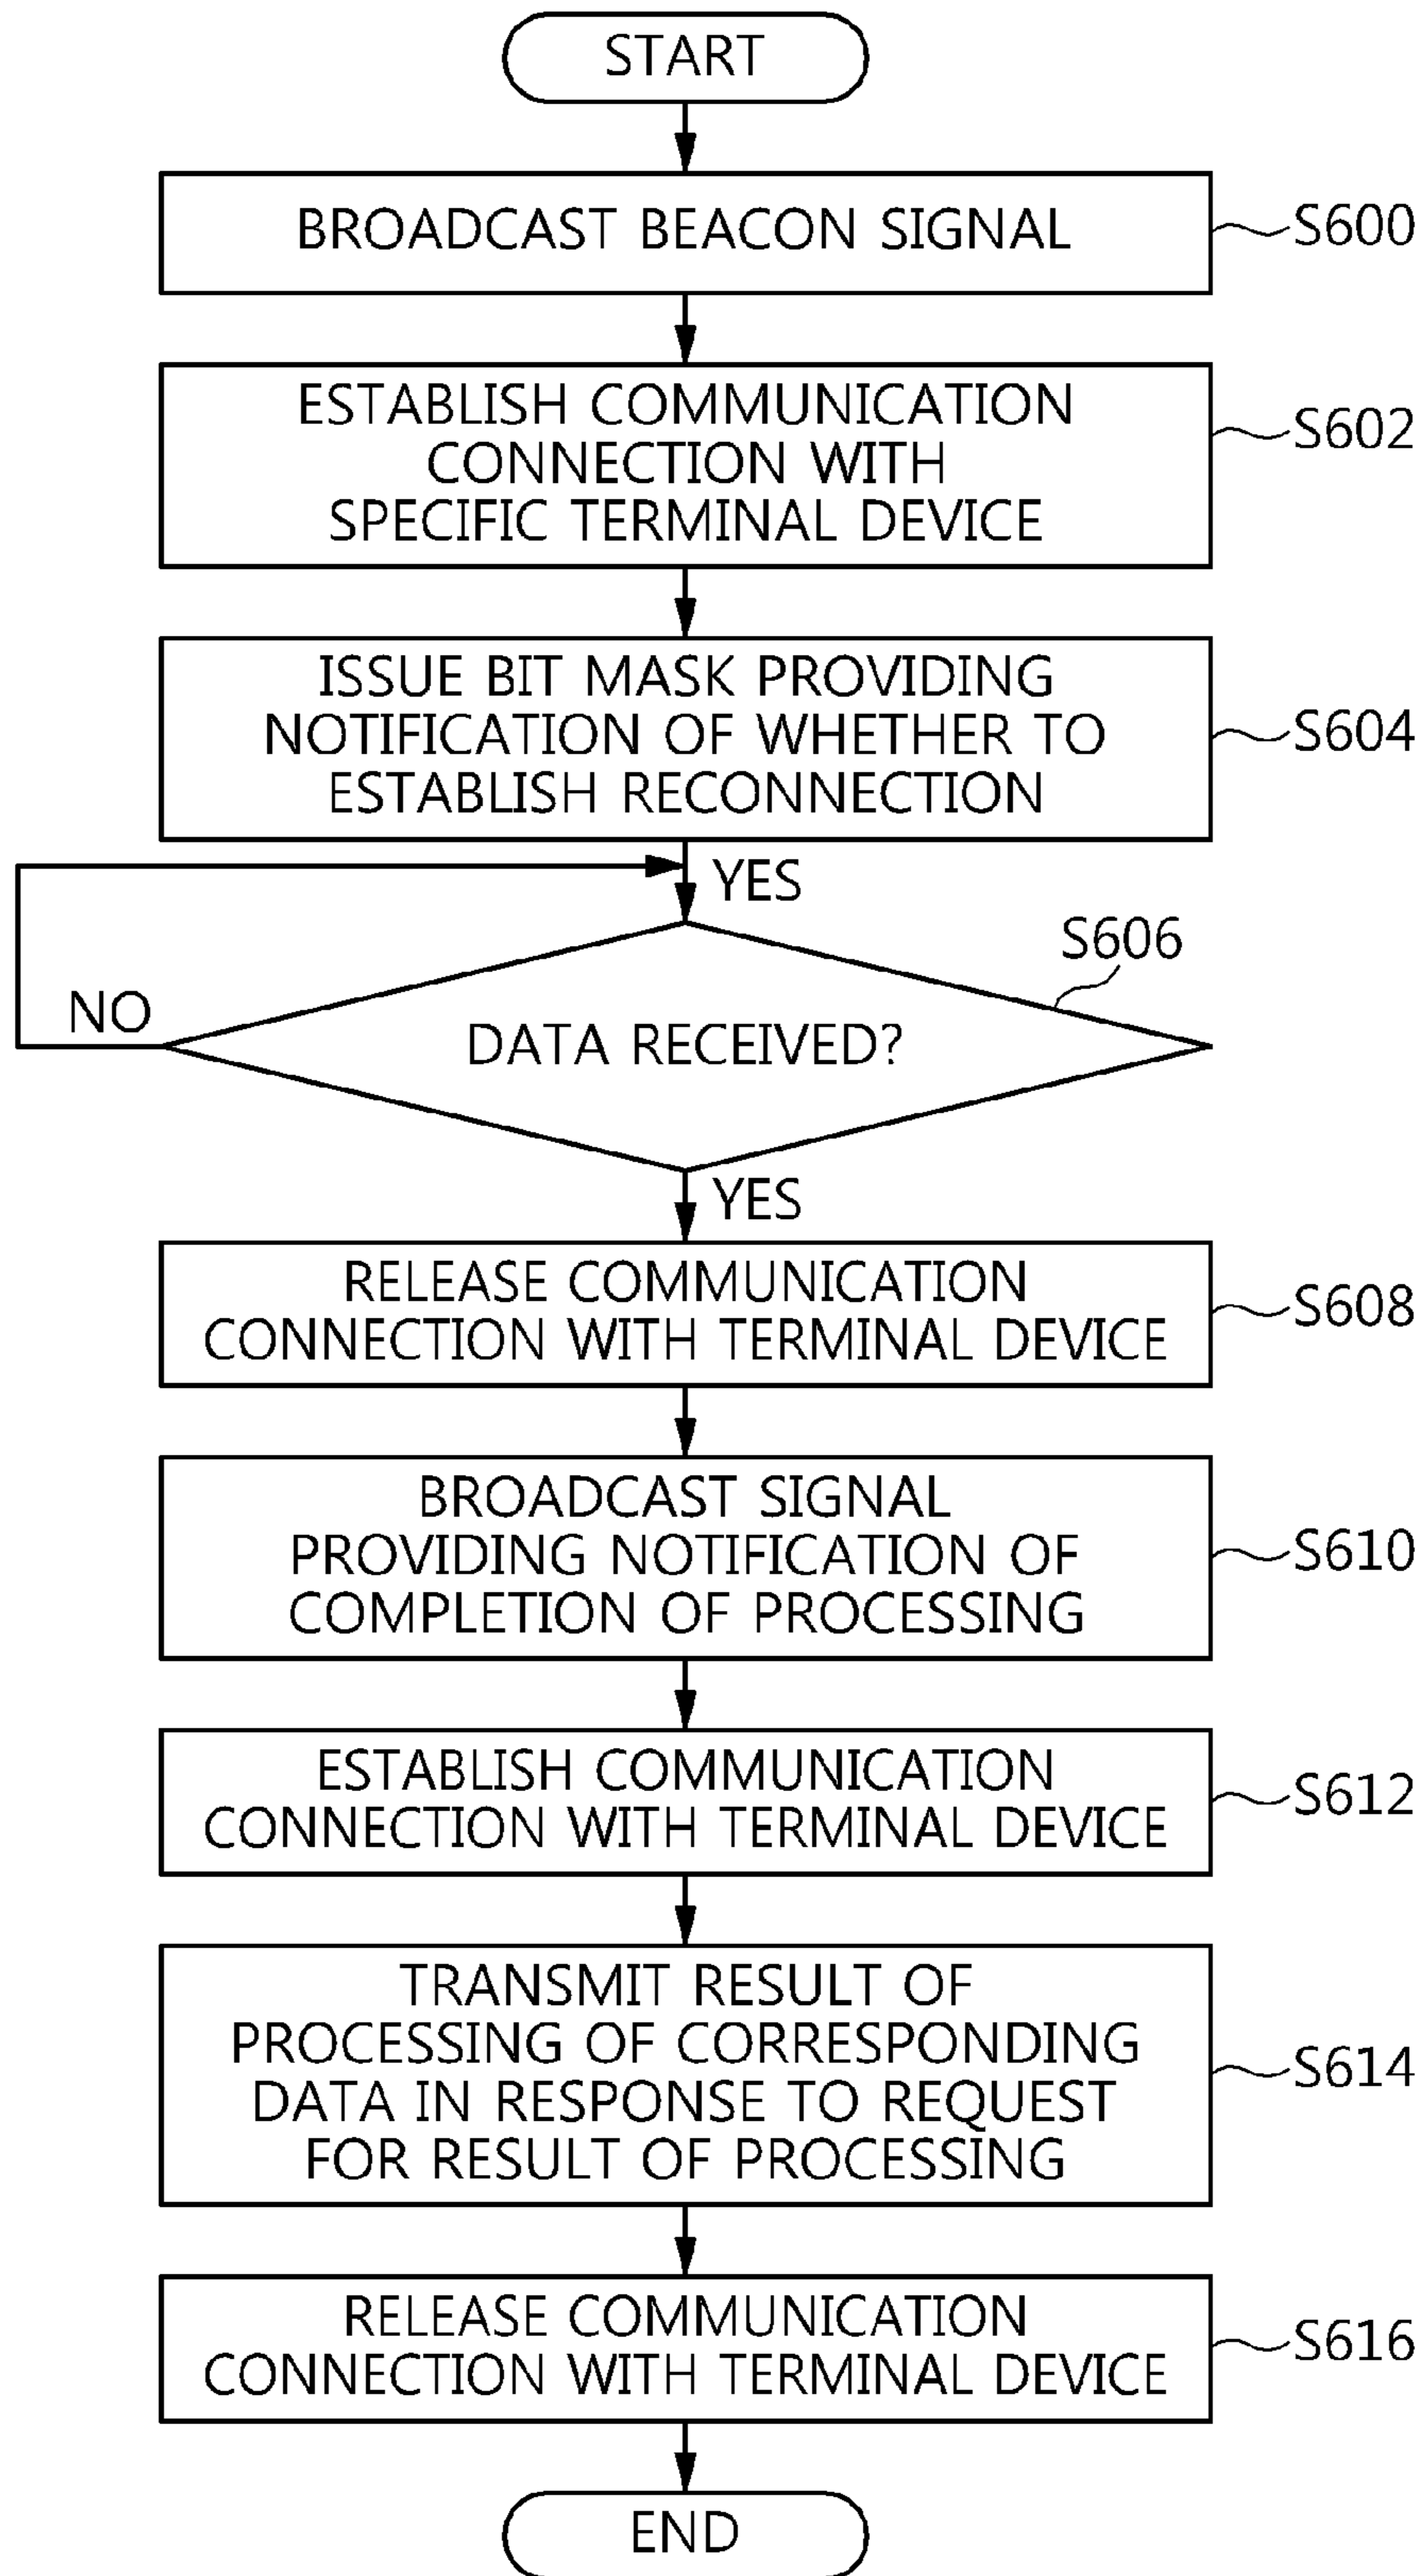 START
BROADCAST BEACON SIGNAL
S600
ESTABLISH COMMUNICATION
CONNECTION WITH
SPECIFIC TERMINAL DEVICE
S602
ISSUE BIT MASK PROVIDING
NOTIFICATION OF WHETHER TO
ESTABLISH RECONNECTION
S604
YES
S606
NO
DATA RECEIVED?
YES
RELEASE COMMUNICATION
CONNECTION WITH TERMINAL DEVICE
S608
BROADCAST SIGNAL
PROVIDING NOTIFICATION OF
COMPLETION OF PROCESSING
S610
ESTABLISH COMMUNICATION
CONNECTION WITH TERMINAL DEVICE
S612
TRANSMIT RESULT OF
PROCESSING OF CORRESPONDING
DATA IN RESPONSE TO REQUEST
FOR RESULT OF PROCESSING
S614
RELEASE COMMUNICATION
CONNECTION WITH TERMINAL DEVICE
S616
END